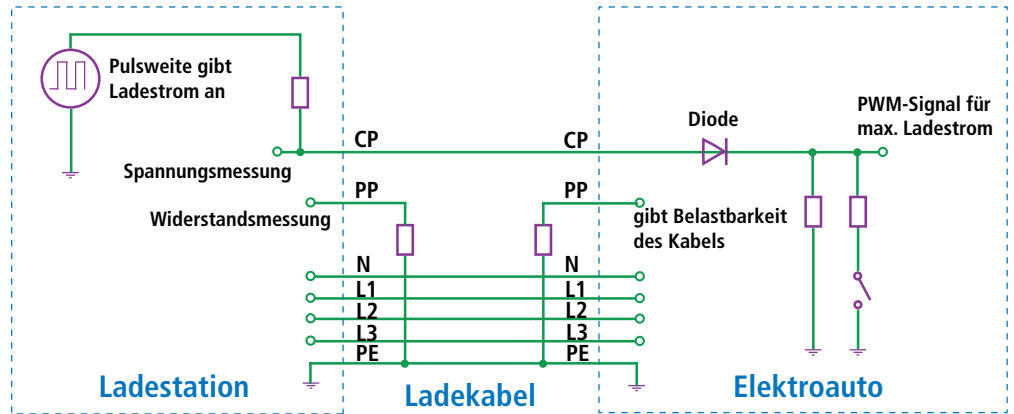 Pulsweite gibt
Ladestrom an
Diode
PWM-Signal für
max. Ladestrom
CP
CP
Spannungsmessung
PP
PP
Widerstandsmessung
gibt Belastbarkeit
des Kabels
N
N
L1
L1
L2
L2
L3
L3
PE
PE
Ladestation
Ladekabel
Elektroauto